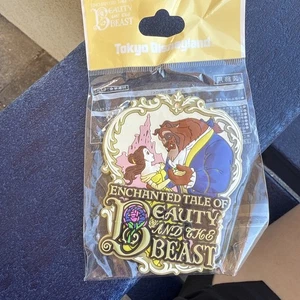 BEAUTY
AND THE
BEAST
Tokyo Disneyland
ENCHANTED TALE OF
BEAUTY
AND THE
BEAST